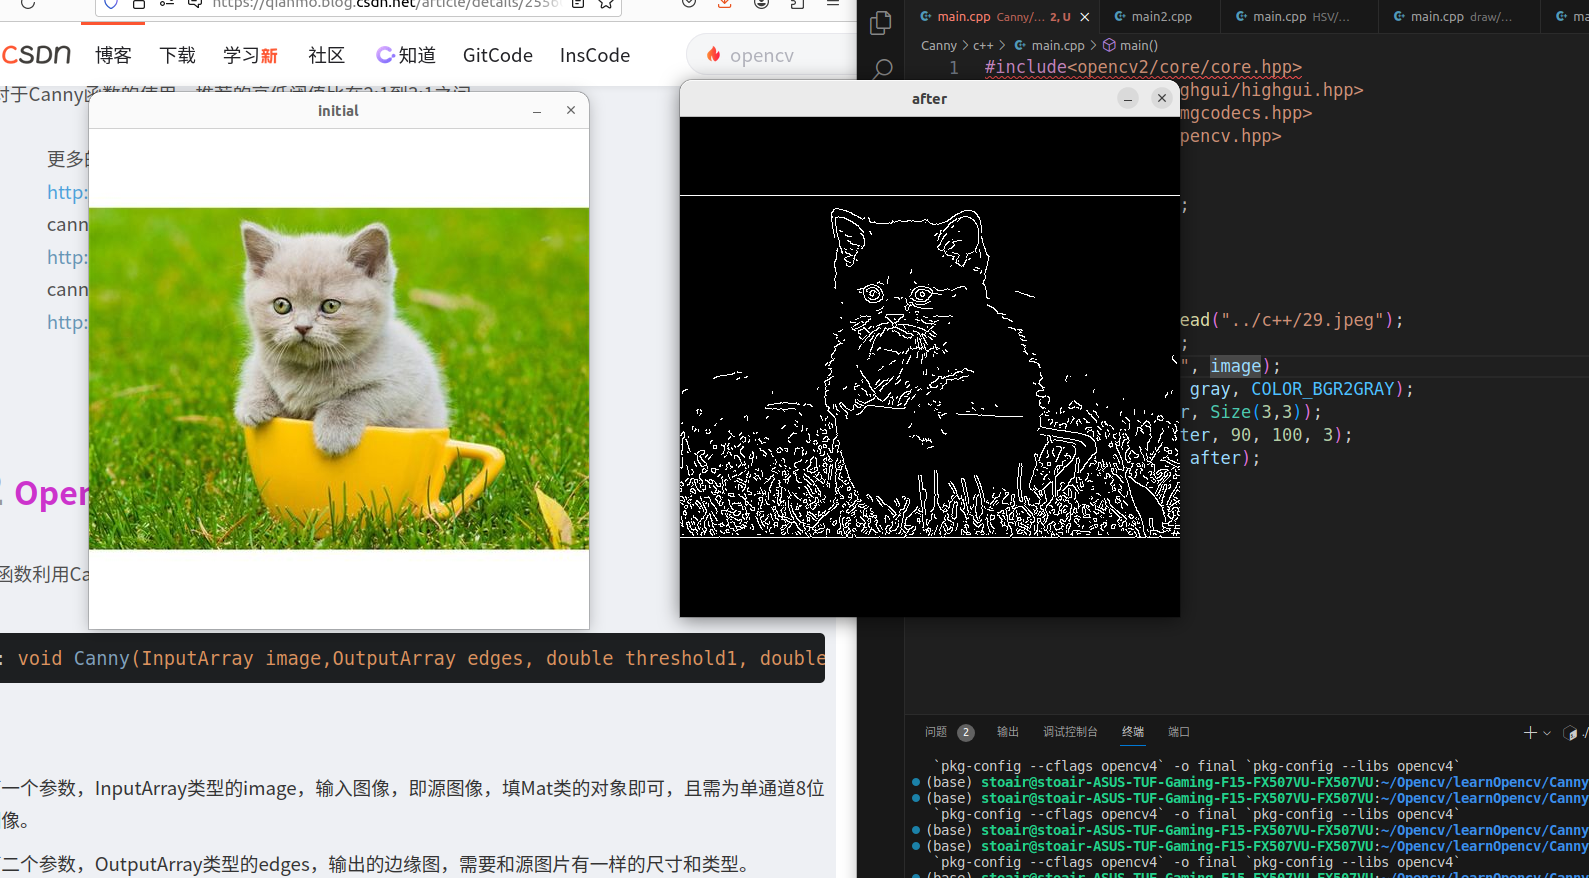 https://qianmo.blog.csdn.net/article/details/2556
CSDN 博客 下载 学习新 社区 知道 GitCode InsCode opencv
对于Canny函数的使用，推荐的高低阈值比在2:1到3:1之间
initial
更多的
http:
cann
http:
cann
http:
Open
函数利用Ca
: void Canny(InputArray image,OutputArray edges, double threshold1, double
一个参数，InputArray类型的image，输入图像，即源图像，填Mat类的对象即可，且需为单通道8位
像。
二个参数，OutputArray类型的edges，输出的边缘图，需要和源图片有一样的尺寸和类型。
after
main.cpp Canny/... 2, U main2.cpp main.cpp HSV/... main.cpp draw/... ma
Canny > c++ > main.cpp > main()
1 #include<opencv2/core/core.hpp>
ghgui/highgui.hpp>
mgcodecs.hpp>
pencv.hpp>
;
ead("../c++/29.jpeg");
;
", image);
gray, COLOR_BGR2GRAY);
r, Size(3,3));
ter, 90, 100, 3);
after);
问题 2 输出 调试控制台 终端 端口
`pkg-config --cflags opencv4` -o final `pkg-config --libs opencv4`
(base) stoair@stoair-ASUS-TUF-Gaming-F15-FX507VU-FX507VU:~/Opencv/learnOpencv/Canny
(base) stoair@stoair-ASUS-TUF-Gaming-F15-FX507VU-FX507VU:~/Opencv/learnOpencv/Canny
`pkg-config --cflags opencv4` -o final `pkg-config --libs opencv4`
(base) stoair@stoair-ASUS-TUF-Gaming-F15-FX507VU-FX507VU:~/Opencv/learnOpencv/Canny
(base) stoair@stoair-ASUS-TUF-Gaming-F15-FX507VU-FX507VU:~/Opencv/learnOpencv/Canny
`pkg-config --cflags opencv4` -o final `pkg-config --libs opencv4`
(base) stoair@stoair-ASUS-TUF-Gaming-F15-FX507VU-FX507VU:~/Opencv/learnOpencv/Canny